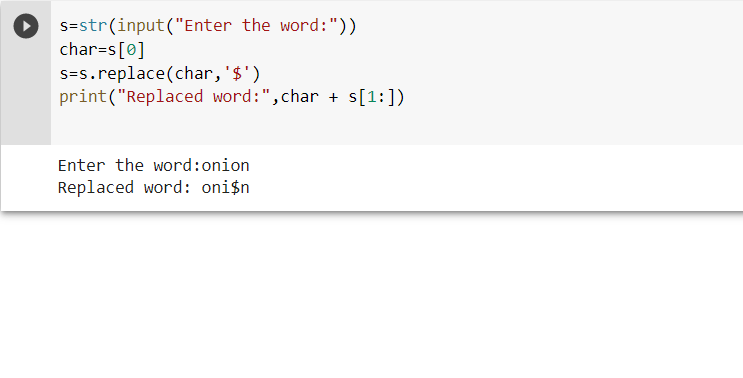 s=str(input("Enter the word:"))
char=s[0]
s=s.replace(char,'$')
print("Replaced word:",char + s[1:])
Enter the word:onion
Replaced word: oni$n